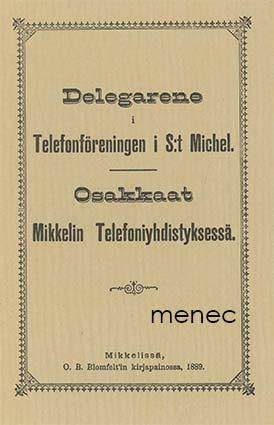 Delegarene
i
Telefonföreningen i S:t Michel.
Osakkaat
Mikkelin Telefoniyhdistyksessä.
menec
Mikkelissä,
O. B. Blomfelt'in kirjapainossa, 1889.